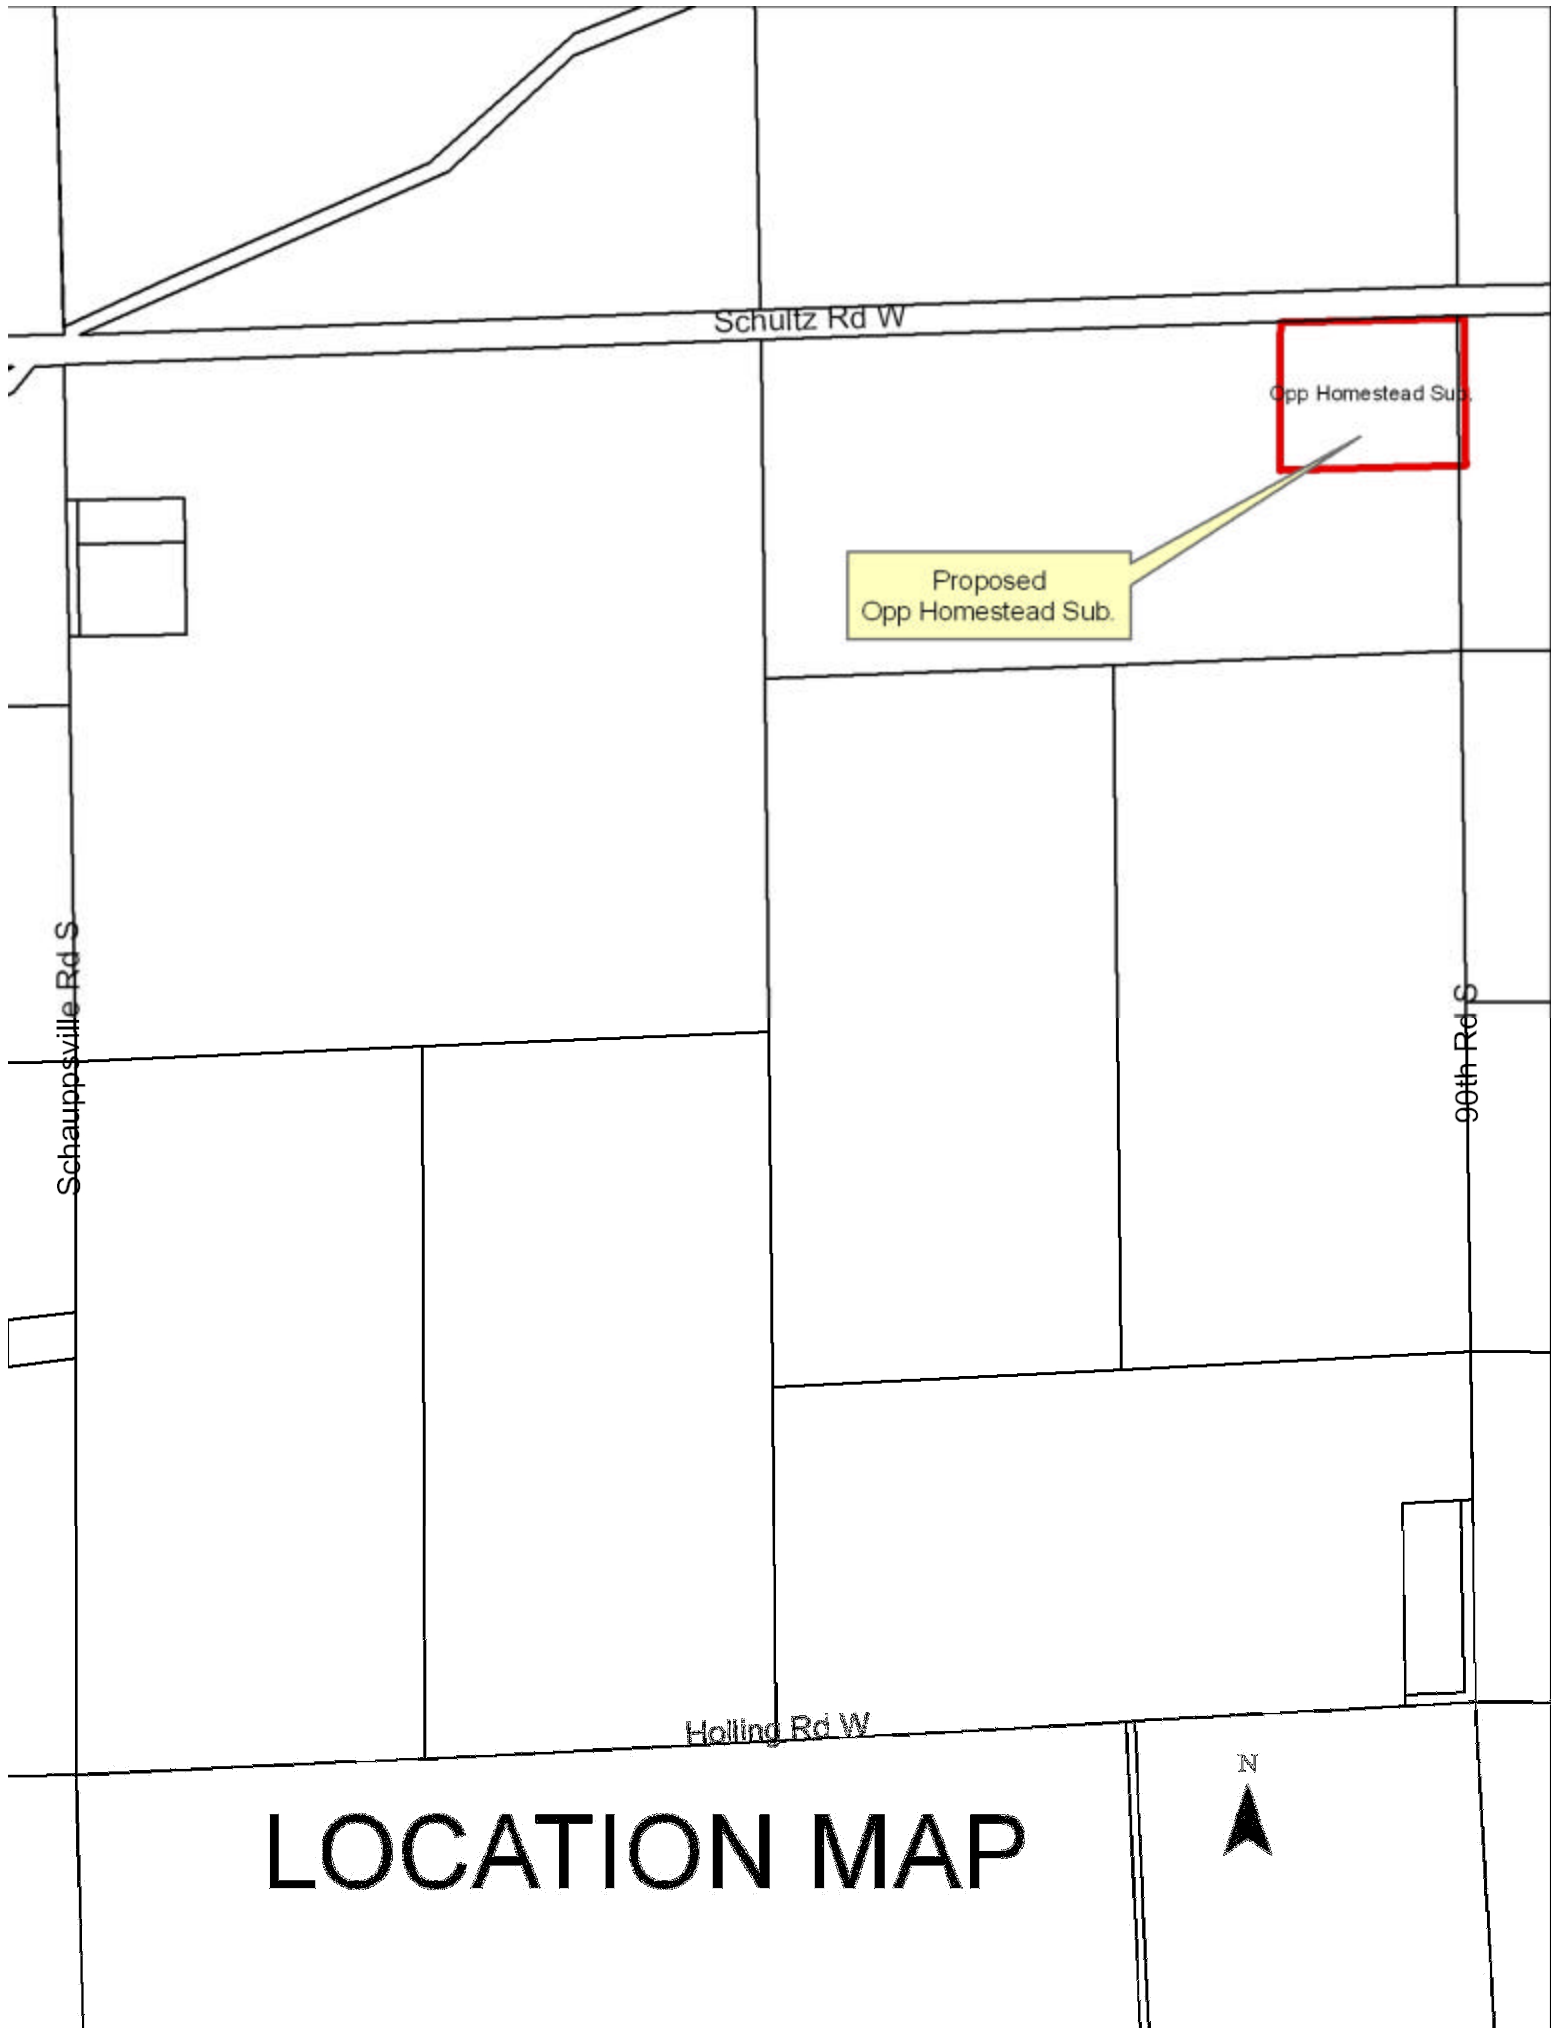 Schultz Rd W
Opp Homestead Sub.
Proposed
Opp Homestead Sub.
Schauppsville Rd S
90th Rd S
Holling Rd W
N
LOCATION MAP